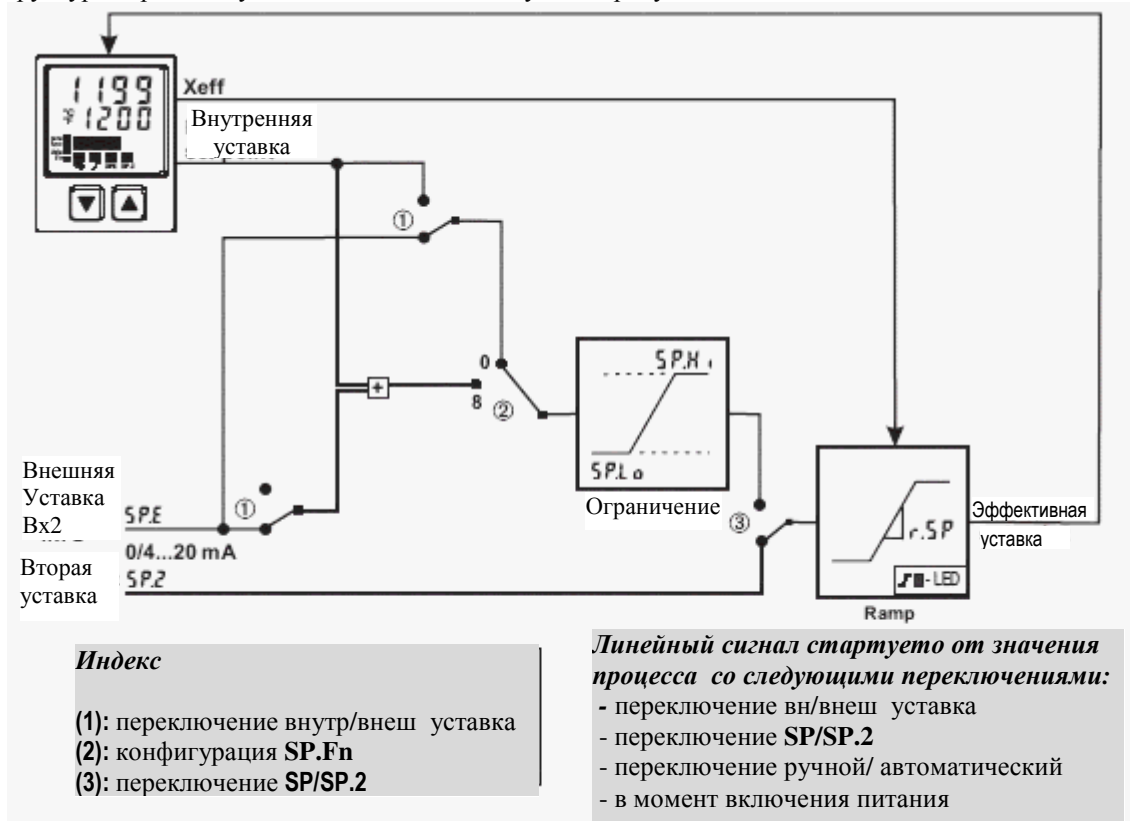 1199
1200
Xeff
Внутренняя
уставка
①
0
8
②
SP.Hi
SP.Lo
Ограничение
Внешняя
Уставка
Вх2
SP.E
①
0/4...20 mA
Вторая
уставка
SP.2
③
r.SP
- LED
Ramp
Эффективная
уставка
Индекс
(1): переключение внутр/внеш уставка
(2): конфигурация SP.Fn
(3): переключение SP/SP.2
Линейный сигнал стартуето от значения
процесса со следующими переключениями:
- переключение вн/внеш уставка
- переключение SP/SP.2
- переключение ручной/ автоматический
- в момент включения питания